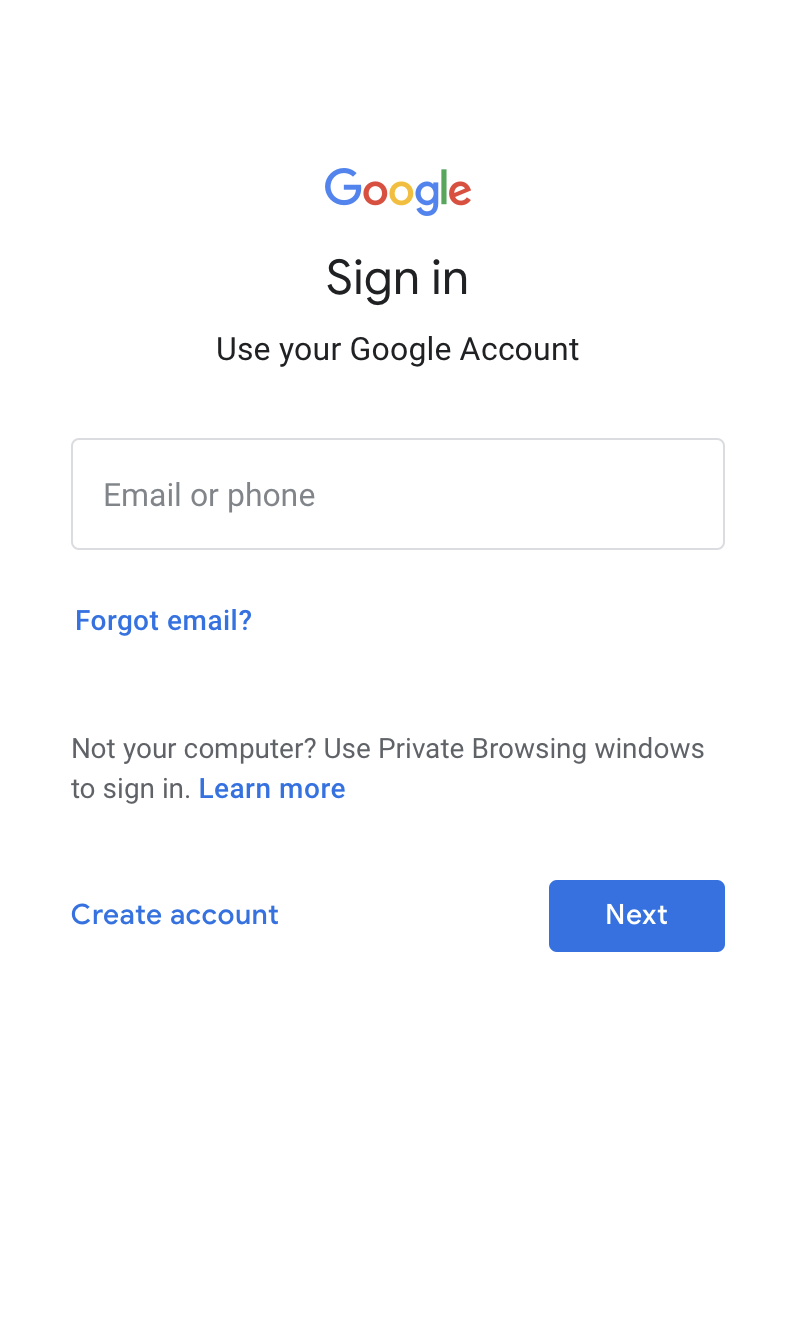 Google
Sign in
Use your Google Account
Email or phone
Forgot email?
Not your computer? Use Private Browsing windows
to sign in. Learn more
Create account
Next